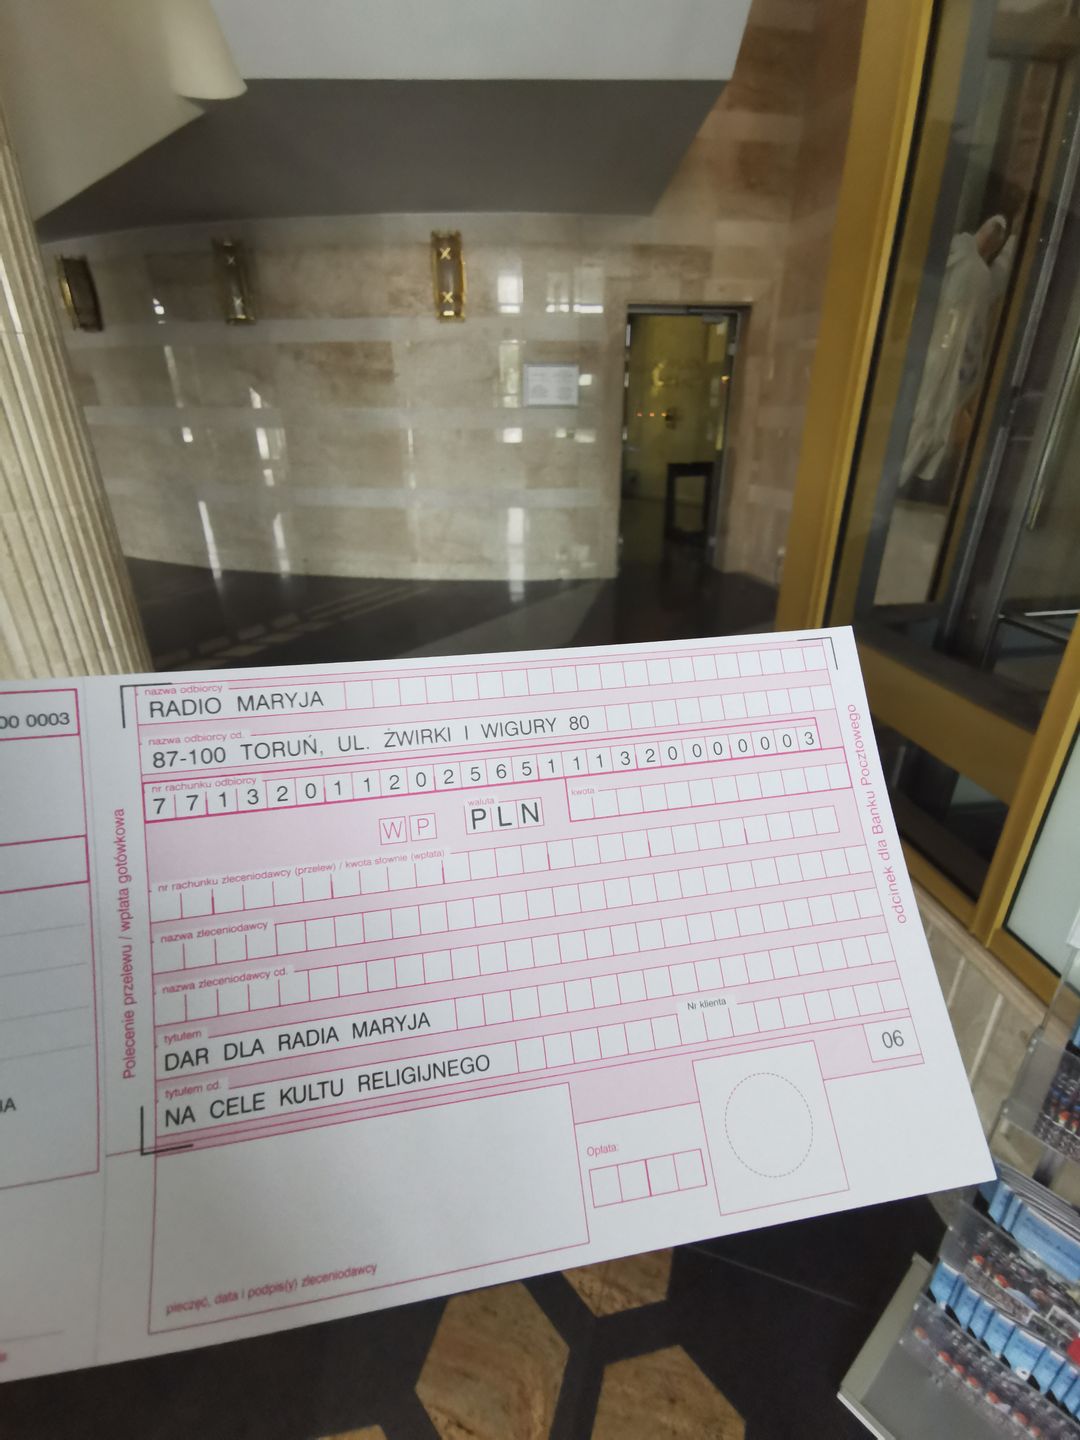 00 0003
IA
Polecenie przelewu / wpłata gotówkowa
nazwa odbiorcy
RADIO MARYJA
nazwa odbiorcy cd.
87-100 TORUŃ, UL. ŻWIRKI I WIGURY 80
nr rachunku odbiorcy
77132011202565111320000003
WP
waluta
PLN
kwota
nr rachunku zleceniodawcy (przelew) / kwota słownie (wpłata)
nazwa zleceniodawcy
nazwa zleceniodawcy cd.
tytułem
DAR DLA RADIA MARYJA
Nr klienta
tytułem cd.
NA CELE KULTU RELIGIJNEGO
06
Opłata:
pieczęć, data i podpis(y) zleceniodawcy
odcinek dla Banku Pocztowego